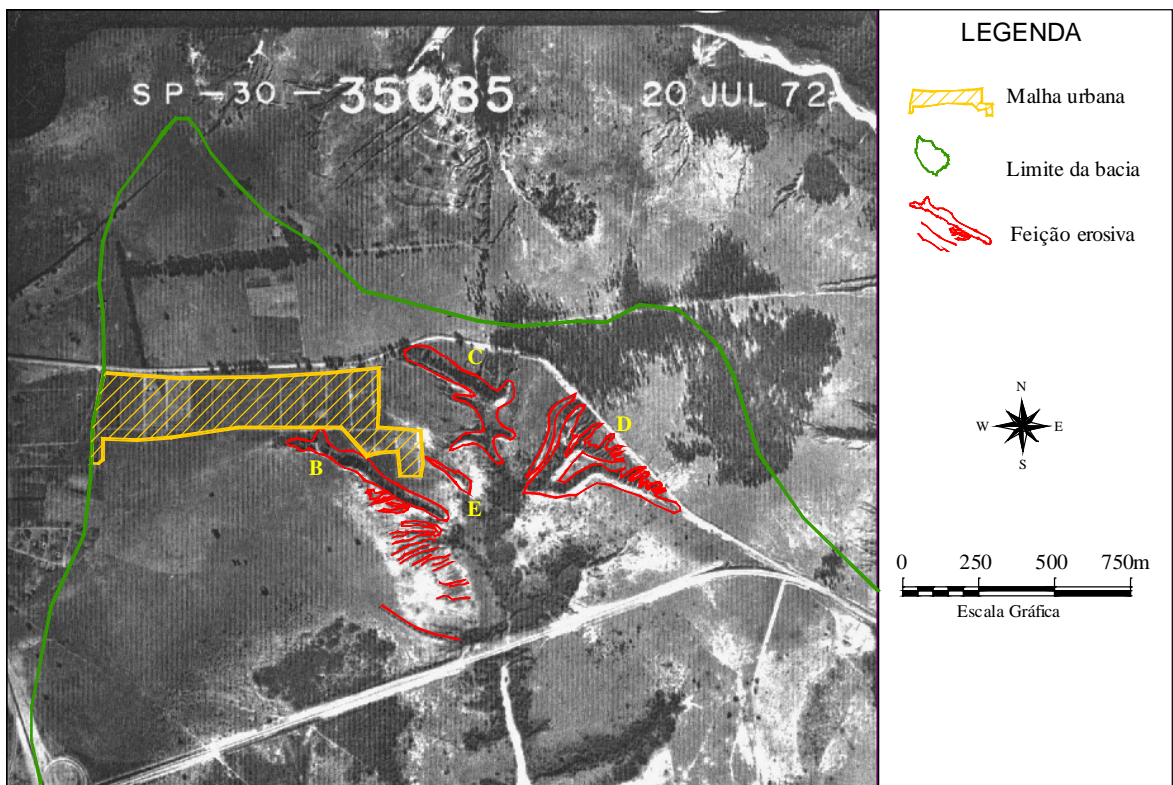 SP-30-35085 20 JUL 72
C
D
B
E
LEGENDA
Malha urbana
Limite da bacia
Feição erosiva
N
W E
S
0 250 500 750m
Escala Gráfica